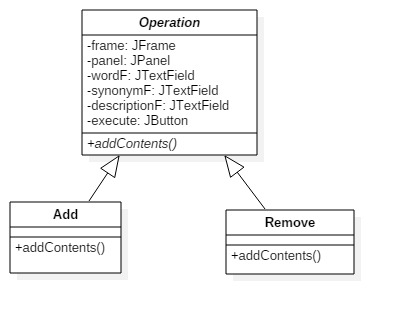 Operation
-frame: JFrame
-panel: JPanel
-wordF: JTextField
-synonymF: JTextField
-descriptionF: JTextField
-execute: JButton
+addContents()
Add
+addContents()
Remove
+addContents()